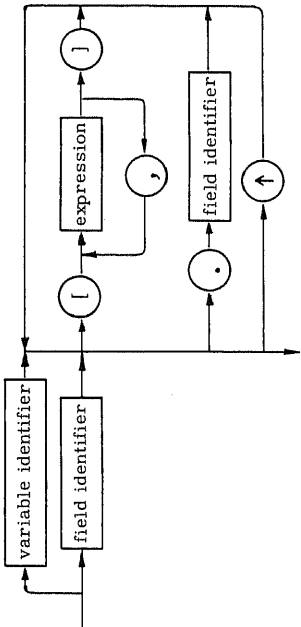 variable identifier
field identifier [ expression ]
,
. field identifier
↑